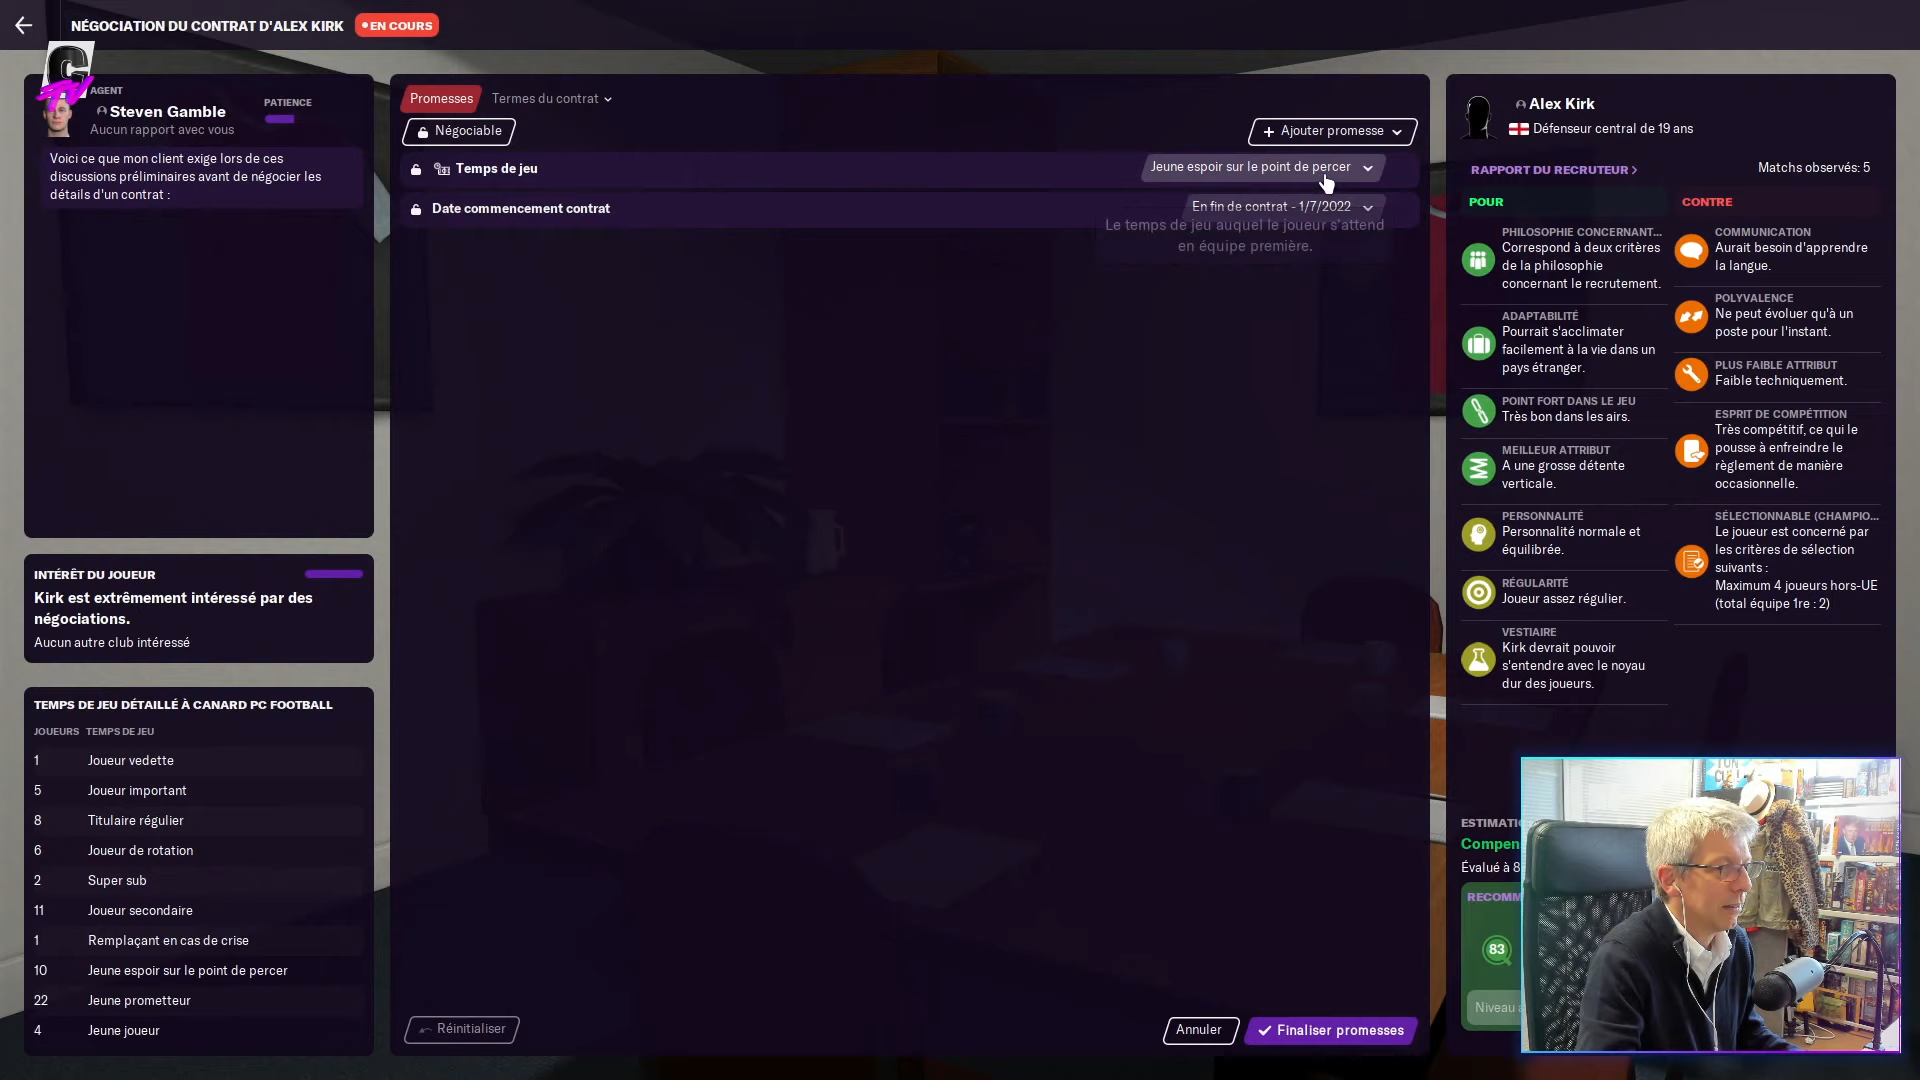 NÉGOCIATION DU CONTRAT D'ALEX KIRK
EN COURS
C
TV
AGENT
Steven Gamble
Aucun rapport avec vous
PATIENCE
Voici ce que mon client exige lors de ces
discussions préliminaires avant de négocier les
détails d'un contrat :
INTÉRÊT DU JOUEUR
Kirk est extrêmement intéressé par des
négociations.
Aucun autre club intéressé
TEMPS DE JEU DÉTAILLÉ À CANARD PC FOOTBALL
JOUEURS TEMPS DE JEU
1 Joueur vedette
5 Joueur important
8 Titulaire régulier
6 Joueur de rotation
2 Super sub
11 Joueur secondaire
1 Remplaçant en cas de crise
10 Jeune espoir sur le point de percer
22 Jeune prometteur
4 Jeune joueur
Promesses
Termes du contrat
Négociable
Ajouter promesse
Temps de jeu
Jeune espoir sur le point de percer
Date commencement contrat
En fin de contrat - 1/7/2022
Le temps de jeu auquel le joueur s'attend
en équipe première.
Réinitialiser
Annuler
Finaliser promesses
Alex Kirk
Défenseur central de 19 ans
RAPPORT DU RECRUTEUR >
Matchs observés: 5
POUR
PHILOSOPHIE CONCERNANT...
Correspond à deux critères
de la philosophie
concernant le recrutement.
ADAPTABILITÉ
Pourrait s'acclimater
facilement à la vie dans un
pays étranger.
POINT FORT DANS LE JEU
Très bon dans les airs.
MEILLEUR ATTRIBUT
A une grosse détente
verticale.
PERSONNALITÉ
Personnalité normale et
équilibrée.
RÉGULARITÉ
Joueur assez régulier.
VESTIAIRE
Kirk devrait pouvoir
s'entendre avec le noyau
dur des joueurs.
CONTRE
COMMUNICATION
Aurait besoin d'apprendre
la langue.
POLYVALENCE
Ne peut évoluer qu'à un
poste pour l'instant.
PLUS FAIBLE ATTRIBUT
Faible techniquement.
ESPRIT DE COMPÉTITION
Très compétitif, ce qui le
pousse à enfreindre le
règlement de manière
occasionnelle.
SÉLECTIONNABLE (CHAMPIO...
Le joueur est concerné par
les critères de sélection
suivants :
Maximum 4 joueurs hors-UE
(total équipe 1re : 2)
ESTIMATI
Compen
Évalué à 8
RECOMM
83
Niveau a